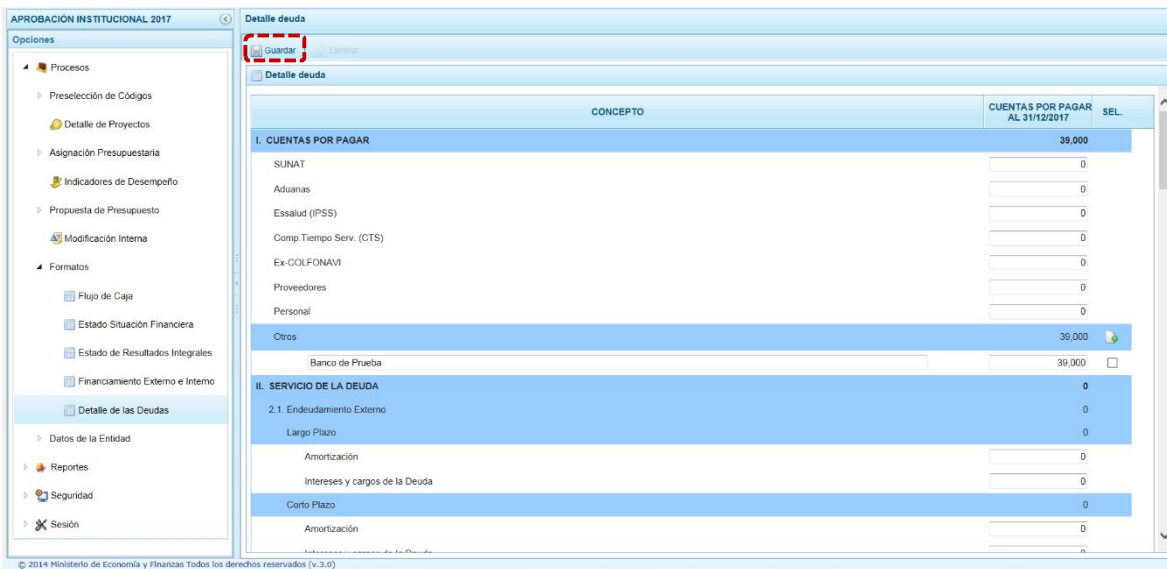 APROBACIÓN INSTITUCIONAL 2017
Opciones
Procesos
Preselección de Códigos
Detalle de Proyectos
Asignación Presupuestaria
Indicadores de Desempeño
Propuesta de Presupuesto
Modificación Interna
Formatos
Flujo de Caja
Estado Situación Financiera
Estado de Resultados Integrales
Financiamiento Externo e Interno
Detalle de las Deudas
Datos de la Entidad
Reportes
Seguridad
Sesión
Detalle deuda
Guardar Eliminar
Detalle deuda
CONCEPTO CUENTAS POR PAGAR AL 31/12/2017 SEL.
I. CUENTAS POR PAGAR 39,000
SUNAT 0
Aduanas 0
Essalud (IPSS) 0
Comp.Tiempo Serv. (CTS) 0
Ex-COLFONAVI 0
Proveedores 0
Personal 0
Otros 39,000
Banco de Prueba 39,000
II. SERVICIO DE LA DEUDA 0
2.1. Endeudamiento Externo 0
Largo Plazo 0
Amortización 0
Intereses y cargos de la Deuda 0
Corto Plazo 0
Amortización 0
© 2014 Ministerio de Economía y Finanzas Todos los derechos reservados (v.3.0)